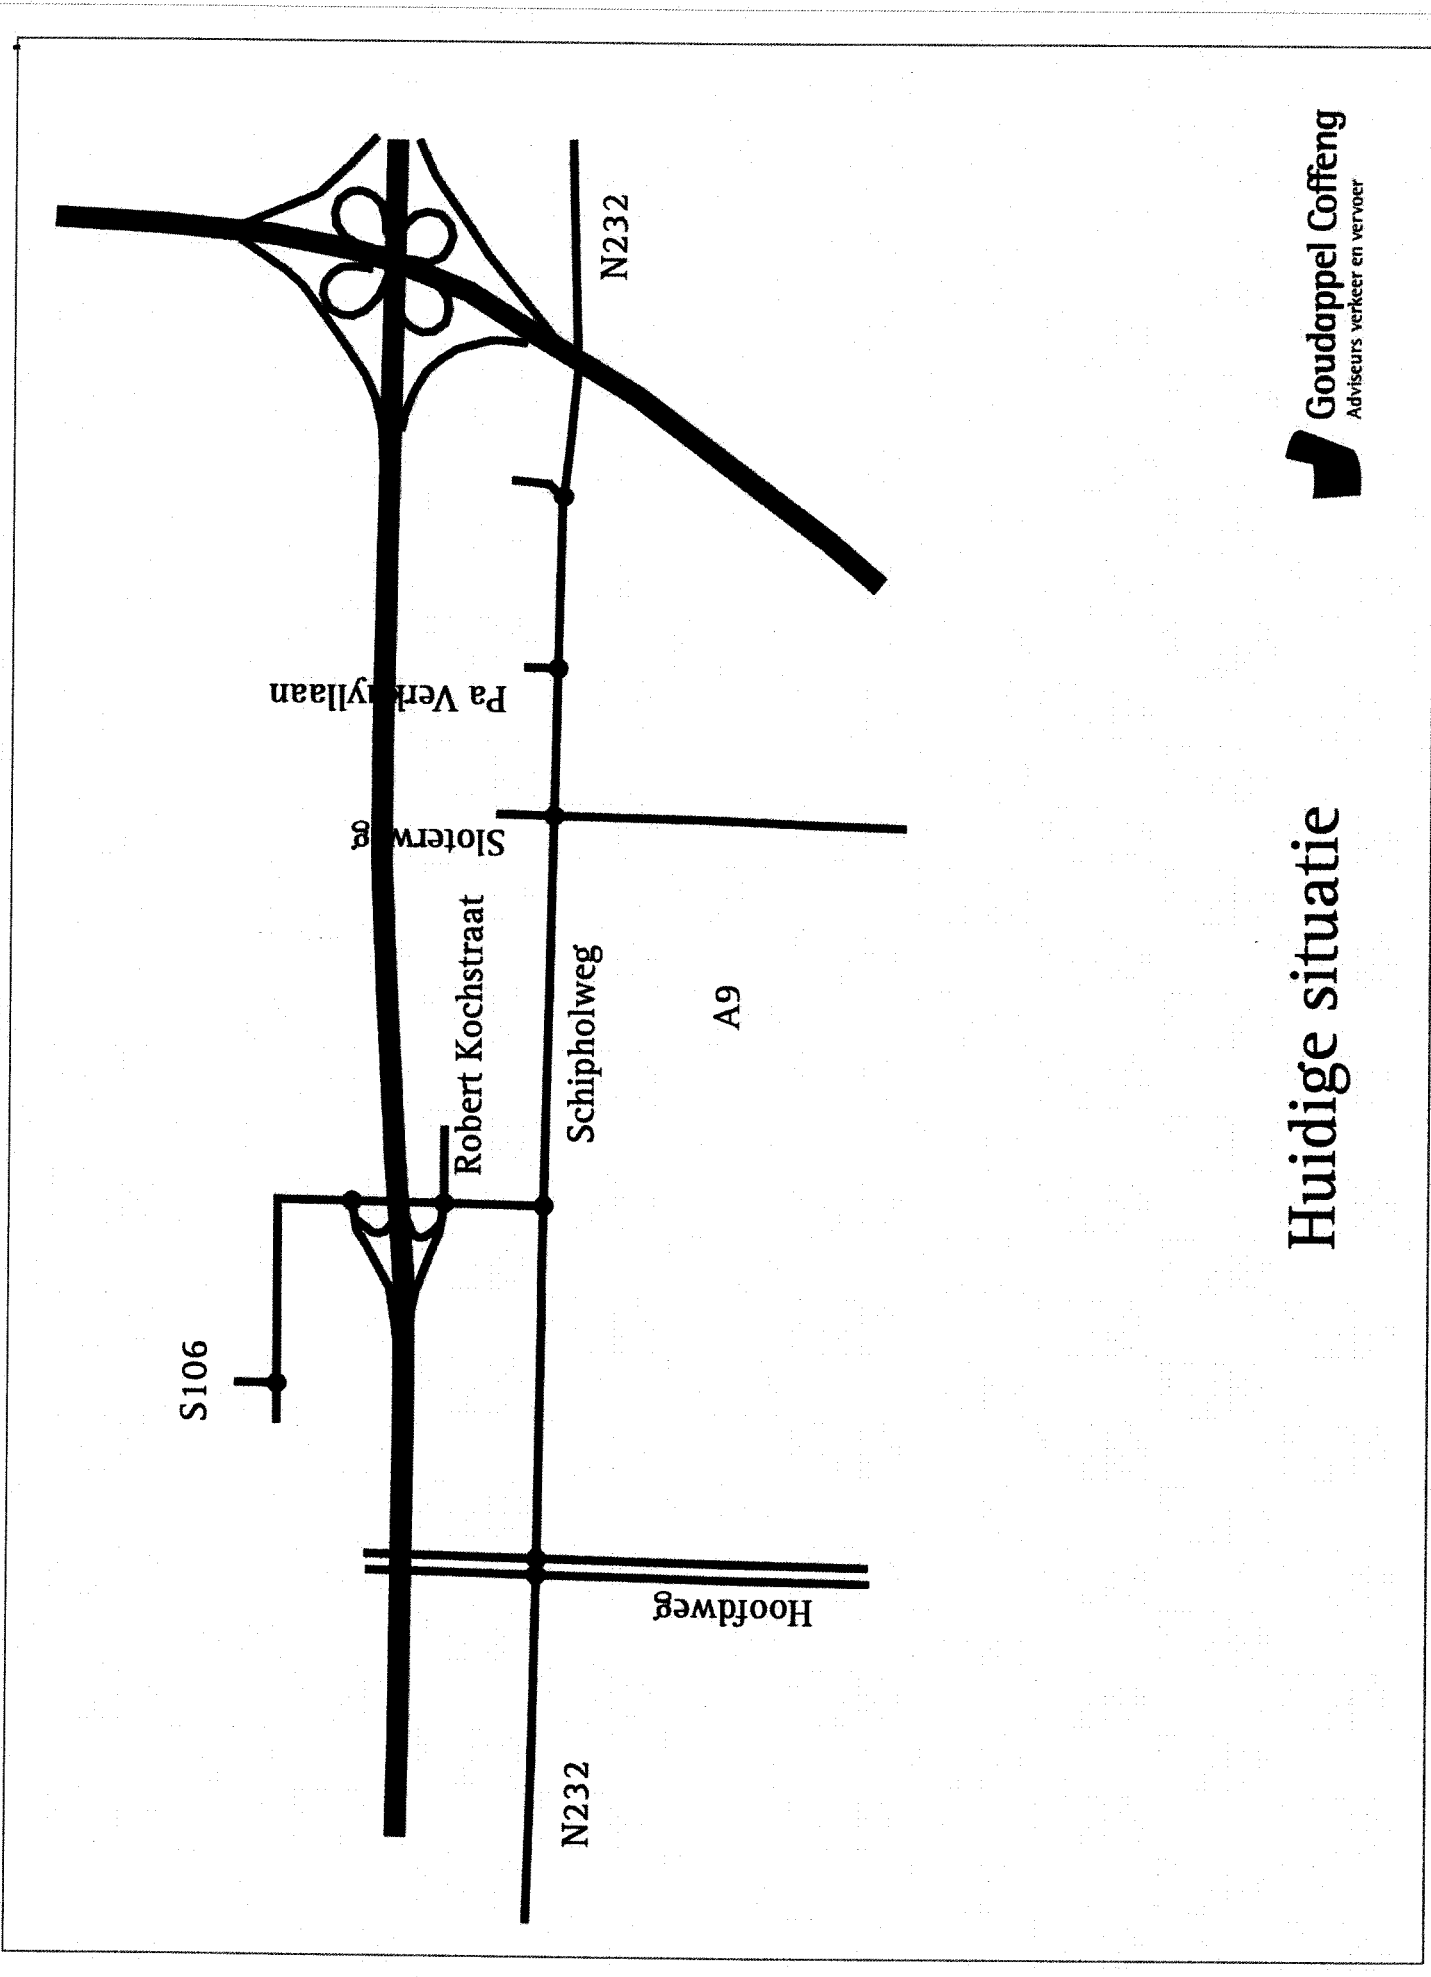 S106
Pa Verkuyllaan
Sloterweg
Robert Kochstraat
Schipholweg
A9
Hoofdweg
N232
N232
Huidige situatie
Goudappel Coffeng
Adviseurs verkeer en vervoer